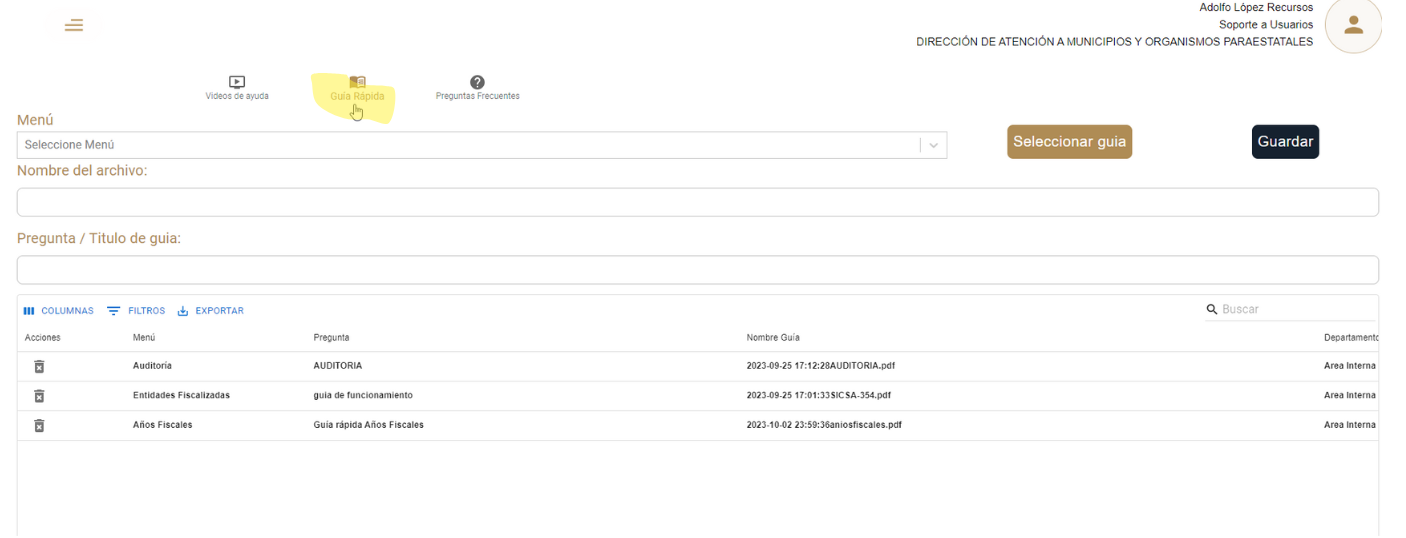 Adolfo López Recursos
Soporte a Usuarios
DIRECCIÓN DE ATENCIÓN A MUNICIPIOS Y ORGANISMOS PARAESTATALES
Videos de ayuda Guía Rápida Preguntas Frecuentes
Menú
Seleccione Menú Seleccionar guia Guardar
Nombre del archivo:
Pregunta / Titulo de guia:
COLUMNAS FILTROS EXPORTAR Buscar
Acciones Menú Pregunta Nombre Guía Departamento
Auditoría AUDITORIA 2023-09-25 17:12:28AUDITORIA.pdf Area Interna
Entidades Fiscalizadas guia de funcionamiento 2023-09-25 17:01:33SICSA-354.pdf Area Interna
Años Fiscales Guía rápida Años Fiscales 2023-10-02 23:59:36aniosfiscales.pdf Area Interna